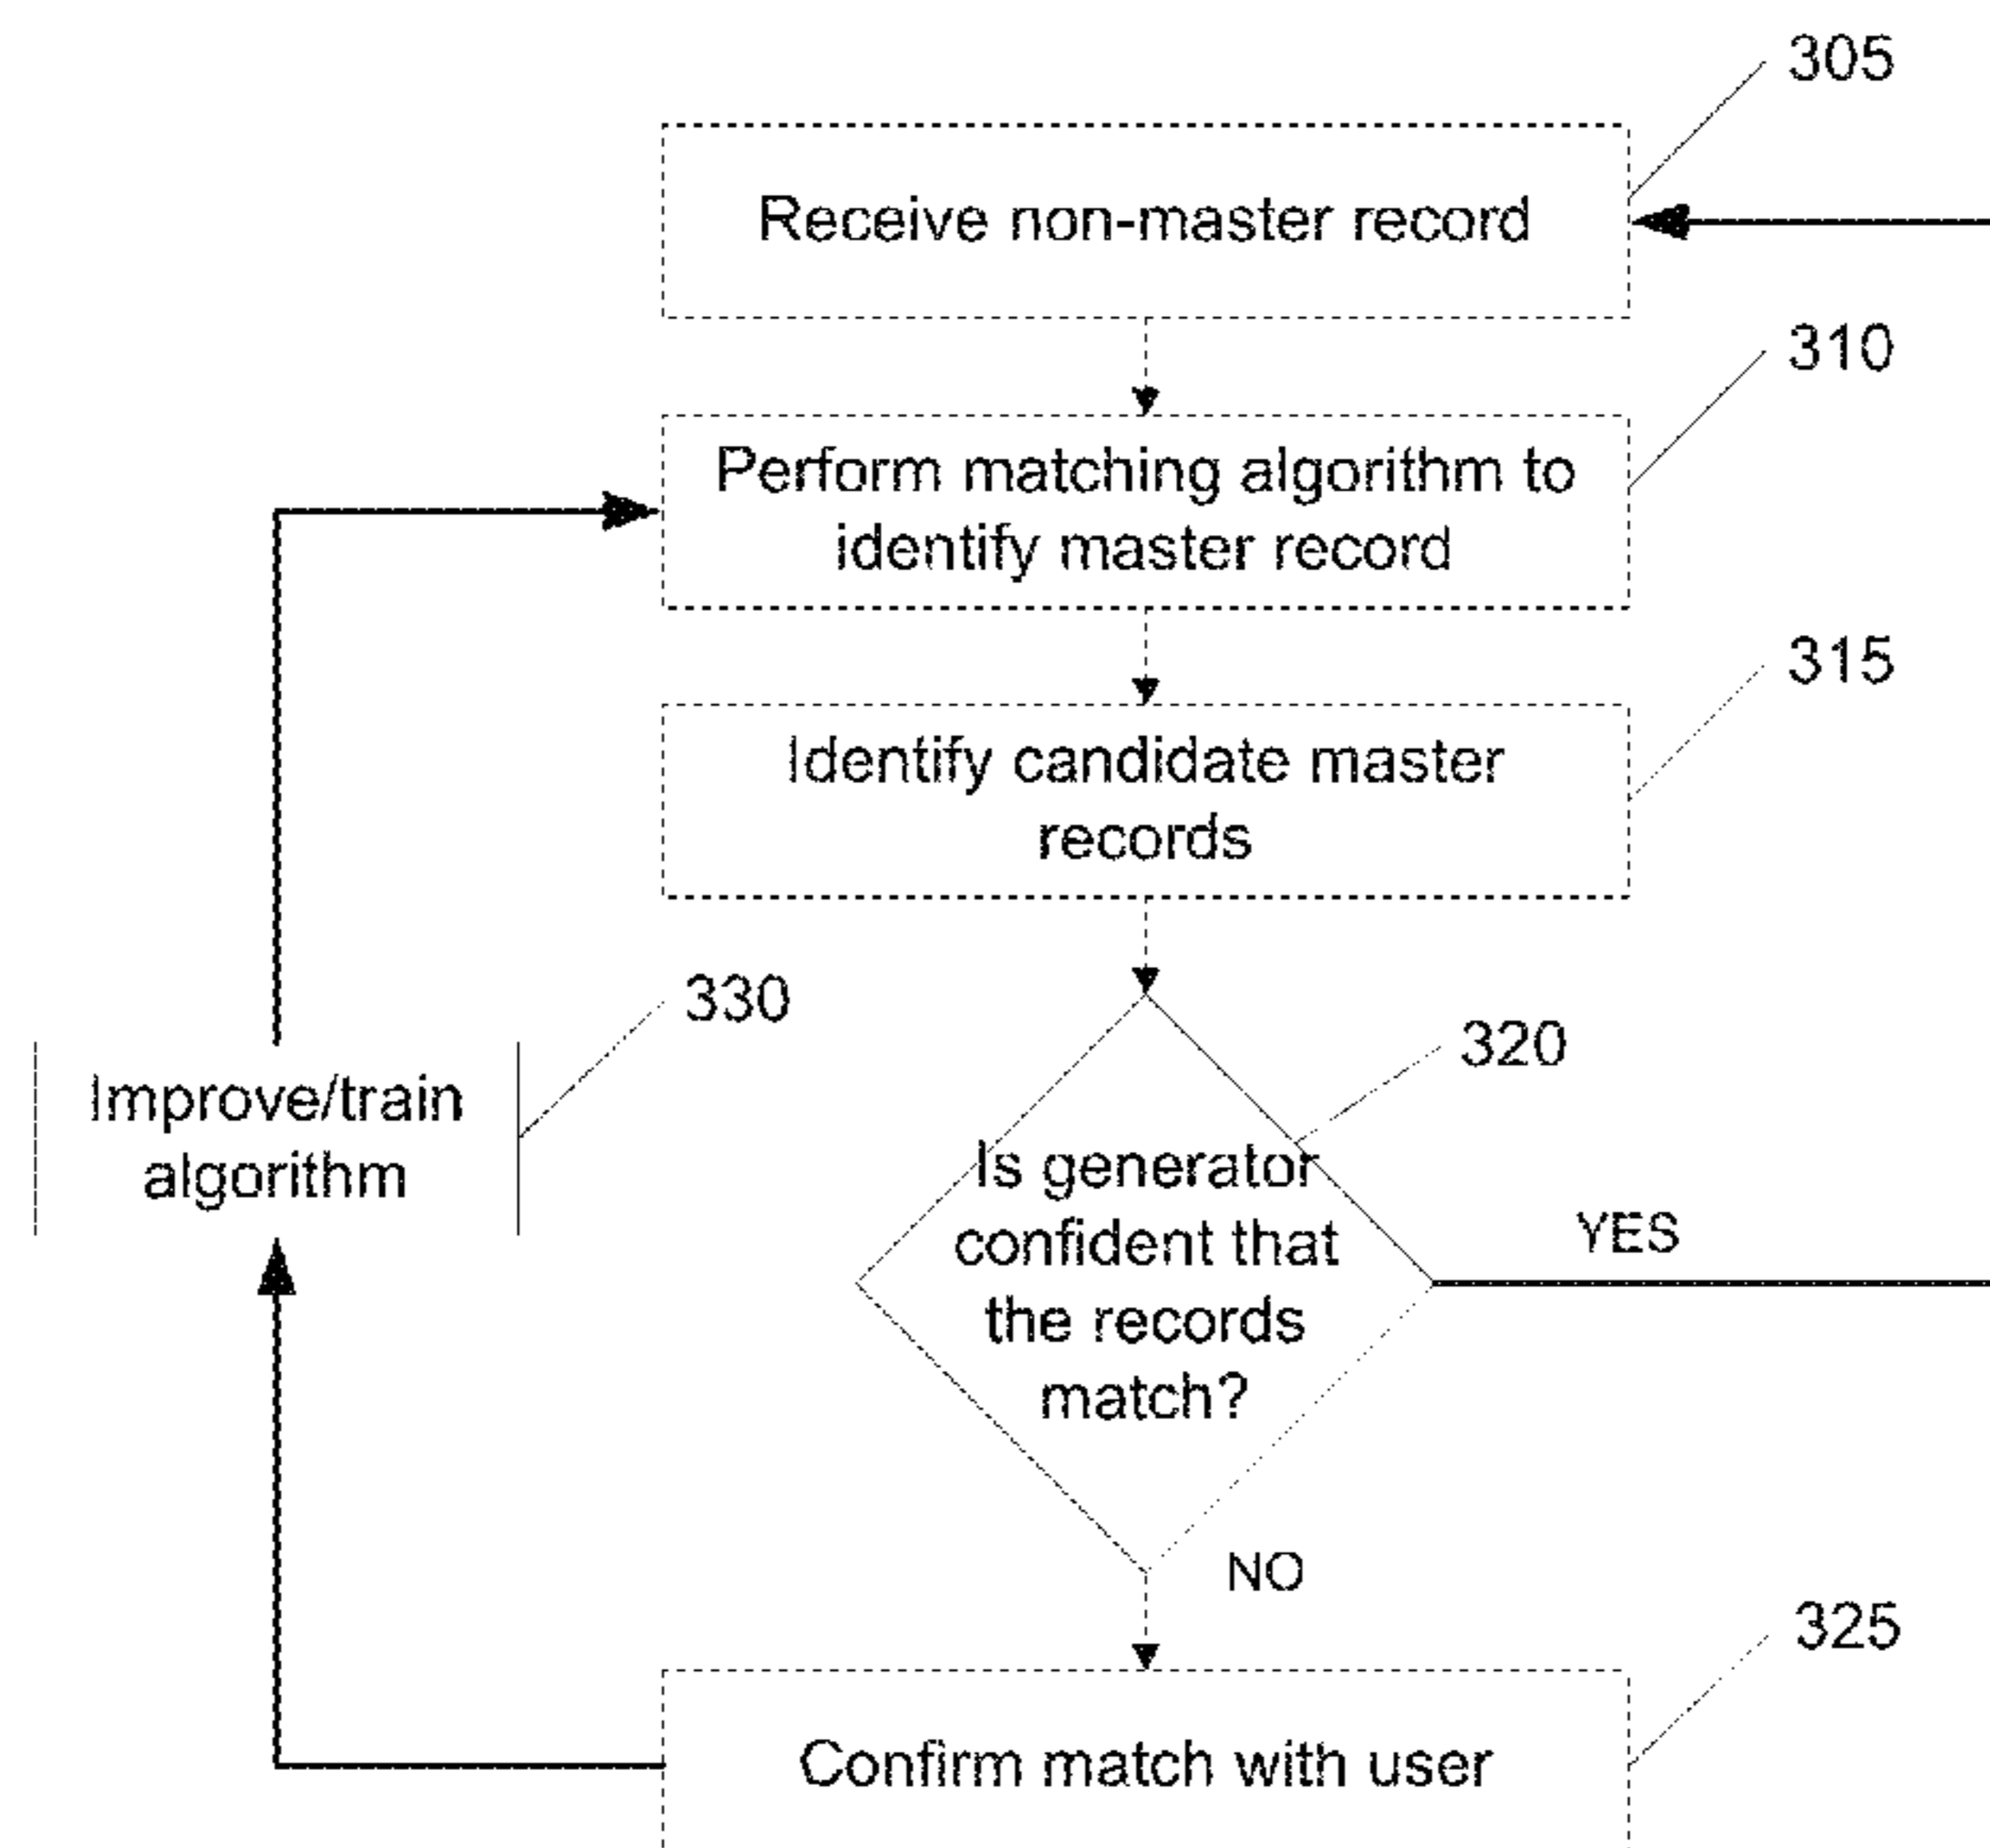 305
Receive non-master record
310
Perform matching algorithm to
identify master record
315
Identify candidate master
records
330
320
Improve/train
algorithm
Is generator
confident that
the records
match?
YES
NO
325
Confirm match with user